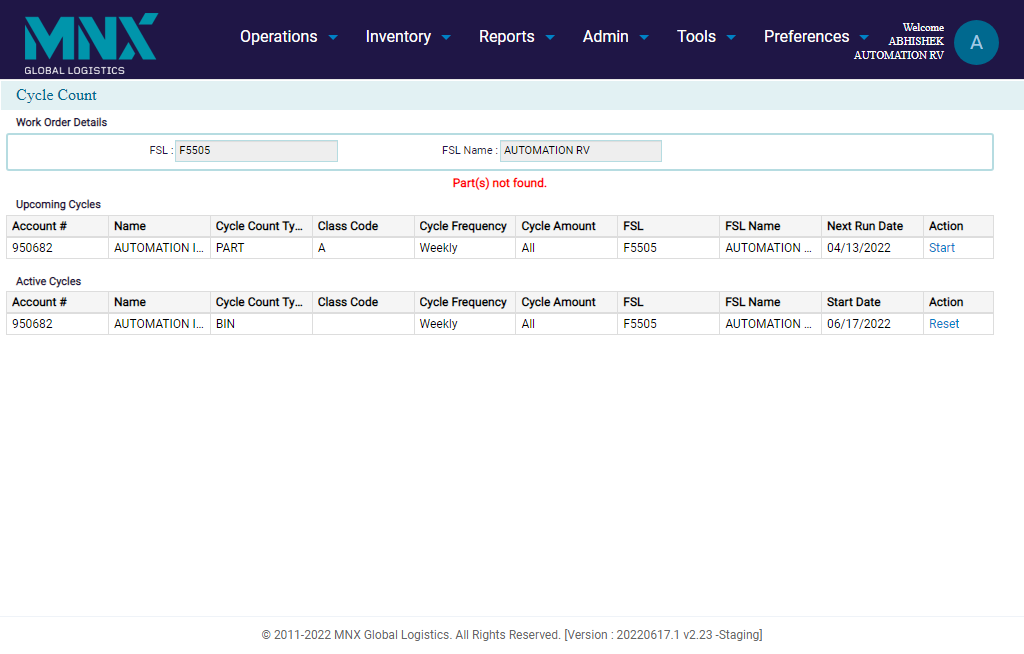 MNX
GLOBAL LOGISTICS
Operations Inventory Reports Admin Tools Preferences
Welcome
ABHISHEK
AUTOMATION RV
A
Cycle Count
Work Order Details
FSL : F5505 FSL Name : AUTOMATION RV
Part(s) not found.
Upcoming Cycles
Account # Name Cycle Count Ty... Class Code Cycle Frequency Cycle Amount FSL FSL Name Next Run Date Action
950682 AUTOMATION I... PART A Weekly All F5505 AUTOMATION ... 04/13/2022 Start
Active Cycles
Account # Name Cycle Count Ty... Class Code Cycle Frequency Cycle Amount FSL FSL Name Start Date Action
950682 AUTOMATION I... BIN Weekly All F5505 AUTOMATION ... 06/17/2022 Reset
© 2011-2022 MNX Global Logistics. All Rights Reserved. [Version : 20220617.1 v2.23 -Staging]